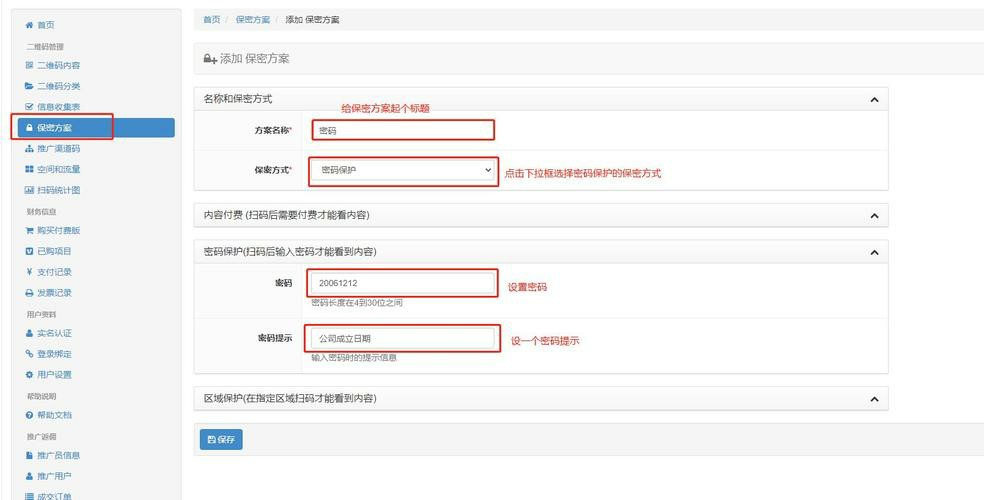 首页
二维码管理
二维码内容
二维码分类
信息收集表
保密方案
推广渠道码
空间和流量
扫码统计图
财务信息
购买付费版
已购项目
支付记录
发票记录
用户资料
实名认证
登录绑定
用户设置
帮助说明
帮助文档
推广返佣
推广员信息
推广用户
成交订单
首页 / 保密方案 / 添加 保密方案
添加 保密方案
名称和保密方式
给保密方案起个标题
方案名称* 密码
保密方式* 密码保护 点击下拉框选择密码保护的保密方式
内容付费 (扫码后需要付费才能看内容)
密码保护(扫码后输入密码才能看到内容)
密码 20061212 设置密码
密码长度在4到30位之间
密码提示 公司成立日期 设一个密码提示
输入密码时的提示信息
区域保护(在指定区域扫码才能看到内容)
保存